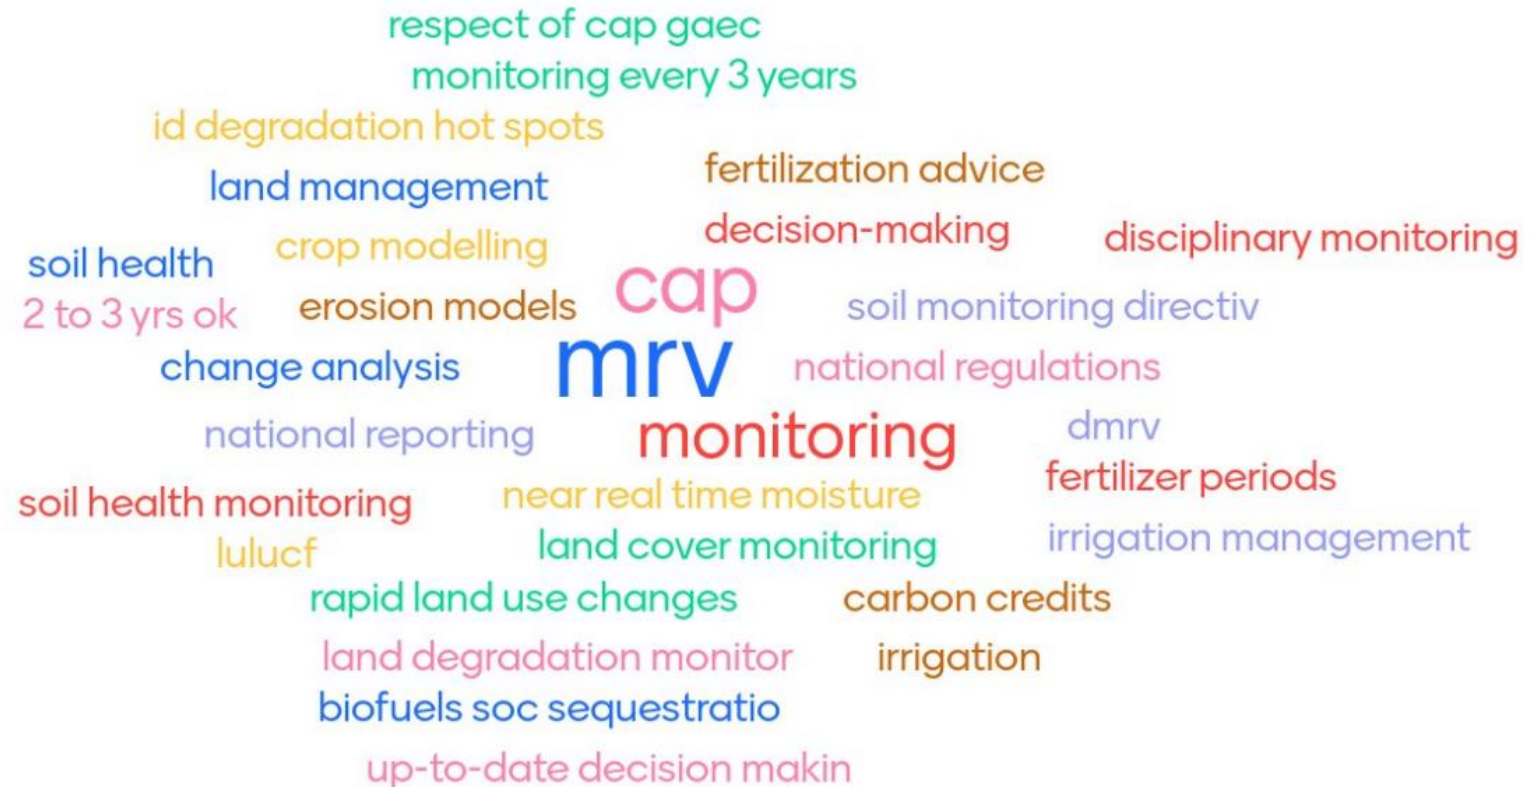 respect of cap gaec
monitoring every 3 years
id degradation hot spots
fertilization advice
land management
decision-making
disciplinary monitoring
crop modelling
soil health
cap
2 to 3 yrs ok
erosion models
soil monitoring directiv
change analysis
mrv
national regulations
national reporting
monitoring
dmrv
fertilizer periods
soil health monitoring
near real time moisture
irrigation management
lulucf
land cover monitoring
rapid land use changes
carbon credits
land degradation monitor
irrigation
biofuels soc sequestratio
up-to-date decision makin